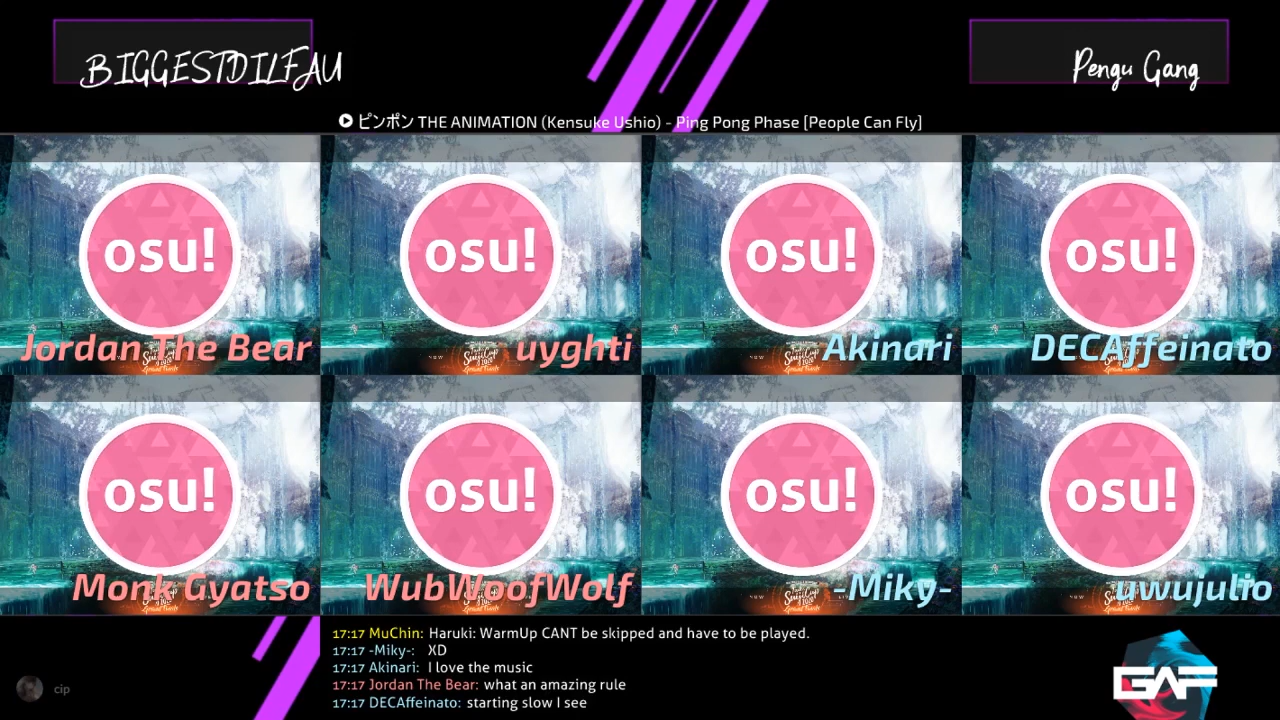 BIGGESTDILFAU
Pengu Gang
ピンポン THE ANIMATION (Kensuke Ushio) - Ping Pong Phase [People Can Fly]
osu!
osu!
osu!
osu!
Jordan The Bear
uyghti
Akinari
DECAffeinato
osu!
osu!
osu!
osu!
Monk Gyatso
WubWoofWolf
-Miky-
uwujulio
17:17 MuChin: Haruki: WarmUp CANT be skipped and have to be played.
17:17 -Miky-: XD
17:17 Akinari: I love the music
17:17 Jordan The Bear: what an amazing rule
17:17 DECAffeinato: starting slow I see
cip
GAF